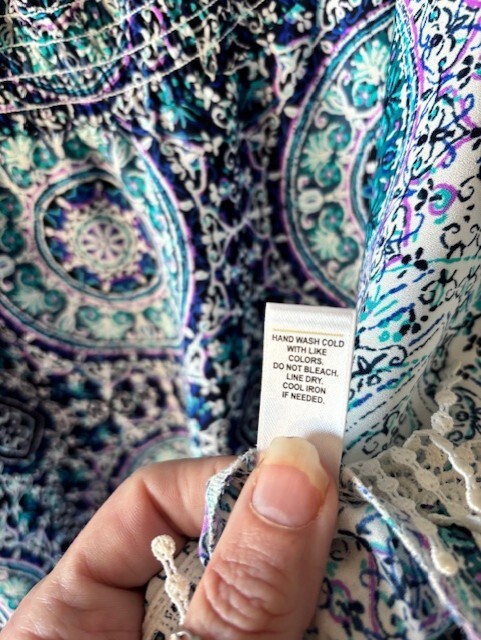 HAND WASH COLD
WITH LIKE
COLORS.
DO NOT BLEACH.
LINE DRY.
COOL IRON
IF NEEDED.